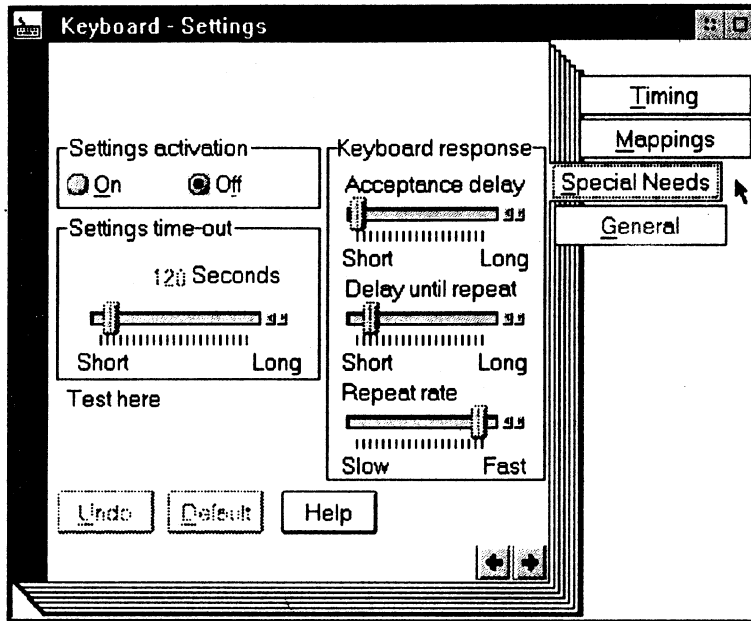 Keyboard - Settings
Timing
Mappings
Special Needs
General
Settings activation
On Off
Settings time-out
120 Seconds
Short Long
Test here
Keyboard response
Acceptance delay
Short Long
Delay until repeat
Short Long
Repeat rate
Slow Fast
Undo Default Help